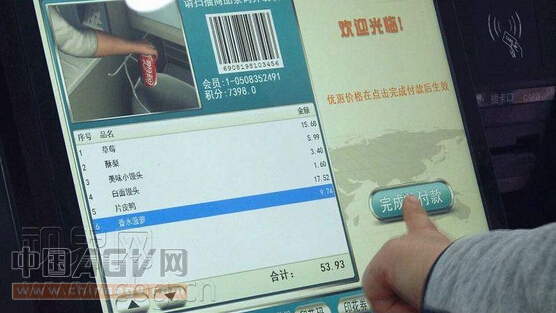 请扫描商品条码
6908198103456
会员:1-0508352491
积分:7398.0
欢迎光临!
优惠价格在点击完成付款后生效
序号 品名 金额
1 草莓 15.68
2 酥梨 5.99
3 美味小馒头 3.40
4 白面馒头 1.60
5 片皮鸭 17.52
6 香水菠萝 9.74
合计: 53.93
完成 付款
印花券
中国AGV网